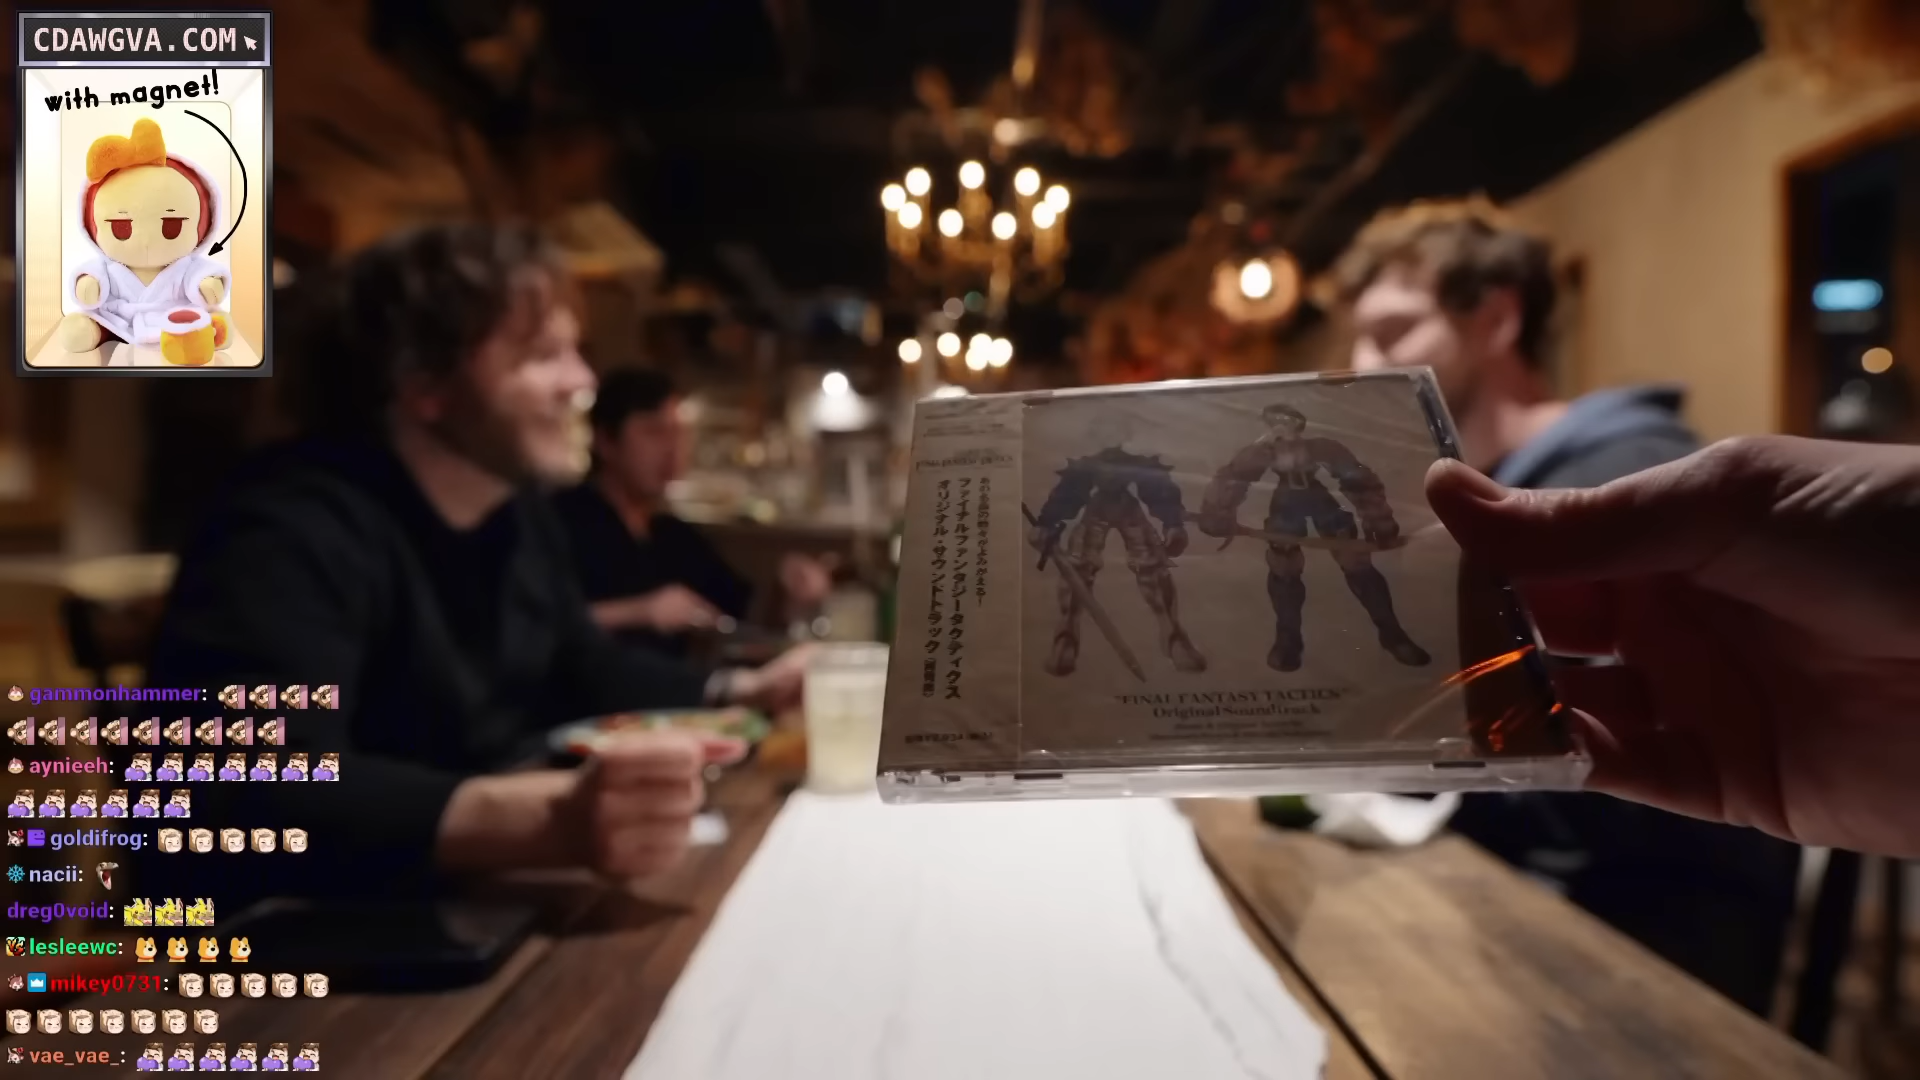 CDAWGVA.COM
with magnet!
ファイナルファンタジータクティクス
オリジナル・サウンドトラック
"FINAL FANTASY TACTICS"
Original Soundtrack
gammonhammer:
aynieeh:
goldifrog:
nacii:
dreg0void:
lesleewc:
mikey0731:
vae_vae_: